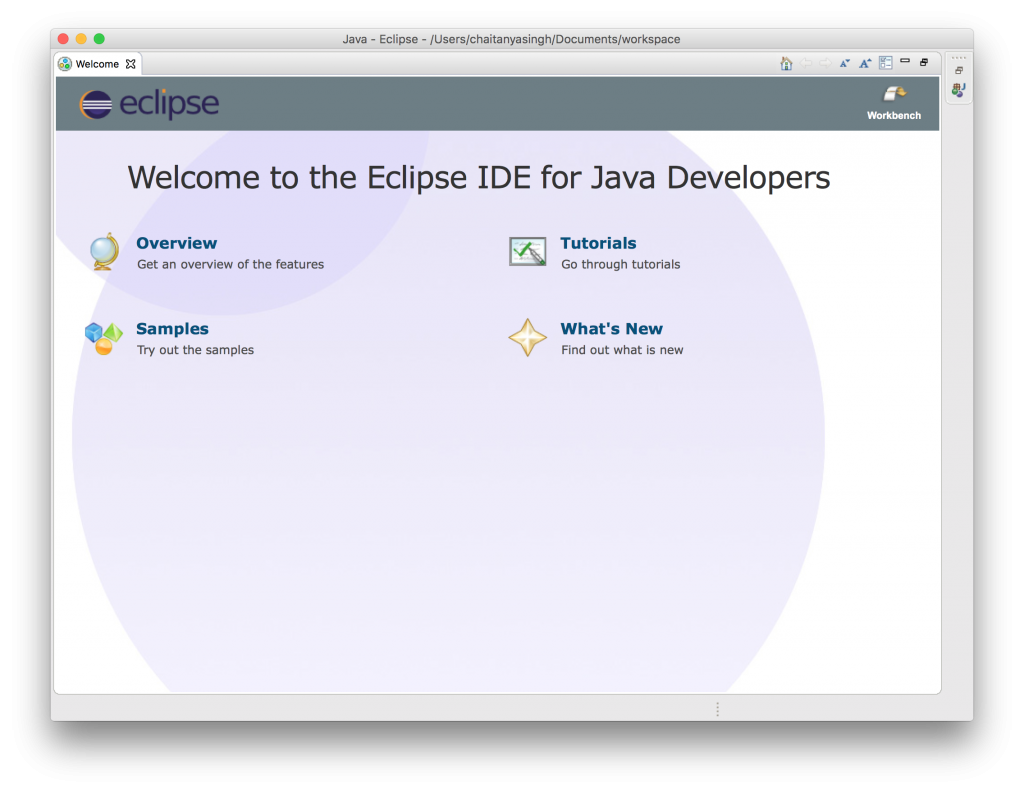 Java - Eclipse - /Users/chaitanyasingh/Documents/workspace
Welcome
eclipse
Workbench
Welcome to the Eclipse IDE for Java Developers
Overview
Get an overview of the features
Tutorials
Go through tutorials
Samples
Try out the samples
What's New
Find out what is new